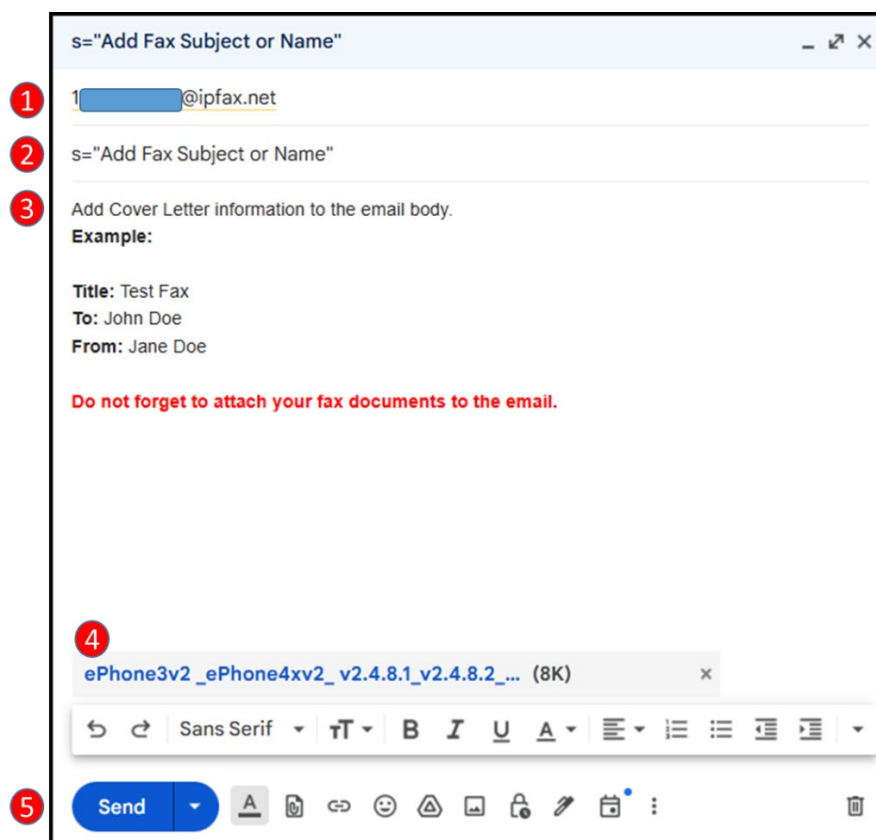 s="Add Fax Subject or Name"
1 1@ipfax.net
2 s="Add Fax Subject or Name"
3 Add Cover Letter information to the email body.
Example:
Title: Test Fax
To: John Doe
From: Jane Doe
Do not forget to attach your fax documents to the email.
4
ePhone3v2 _ePhone4xv2_ v2.4.8.1_v2.4.8.2_... (8K)
Sans Serif TT B I U A
5 Send A